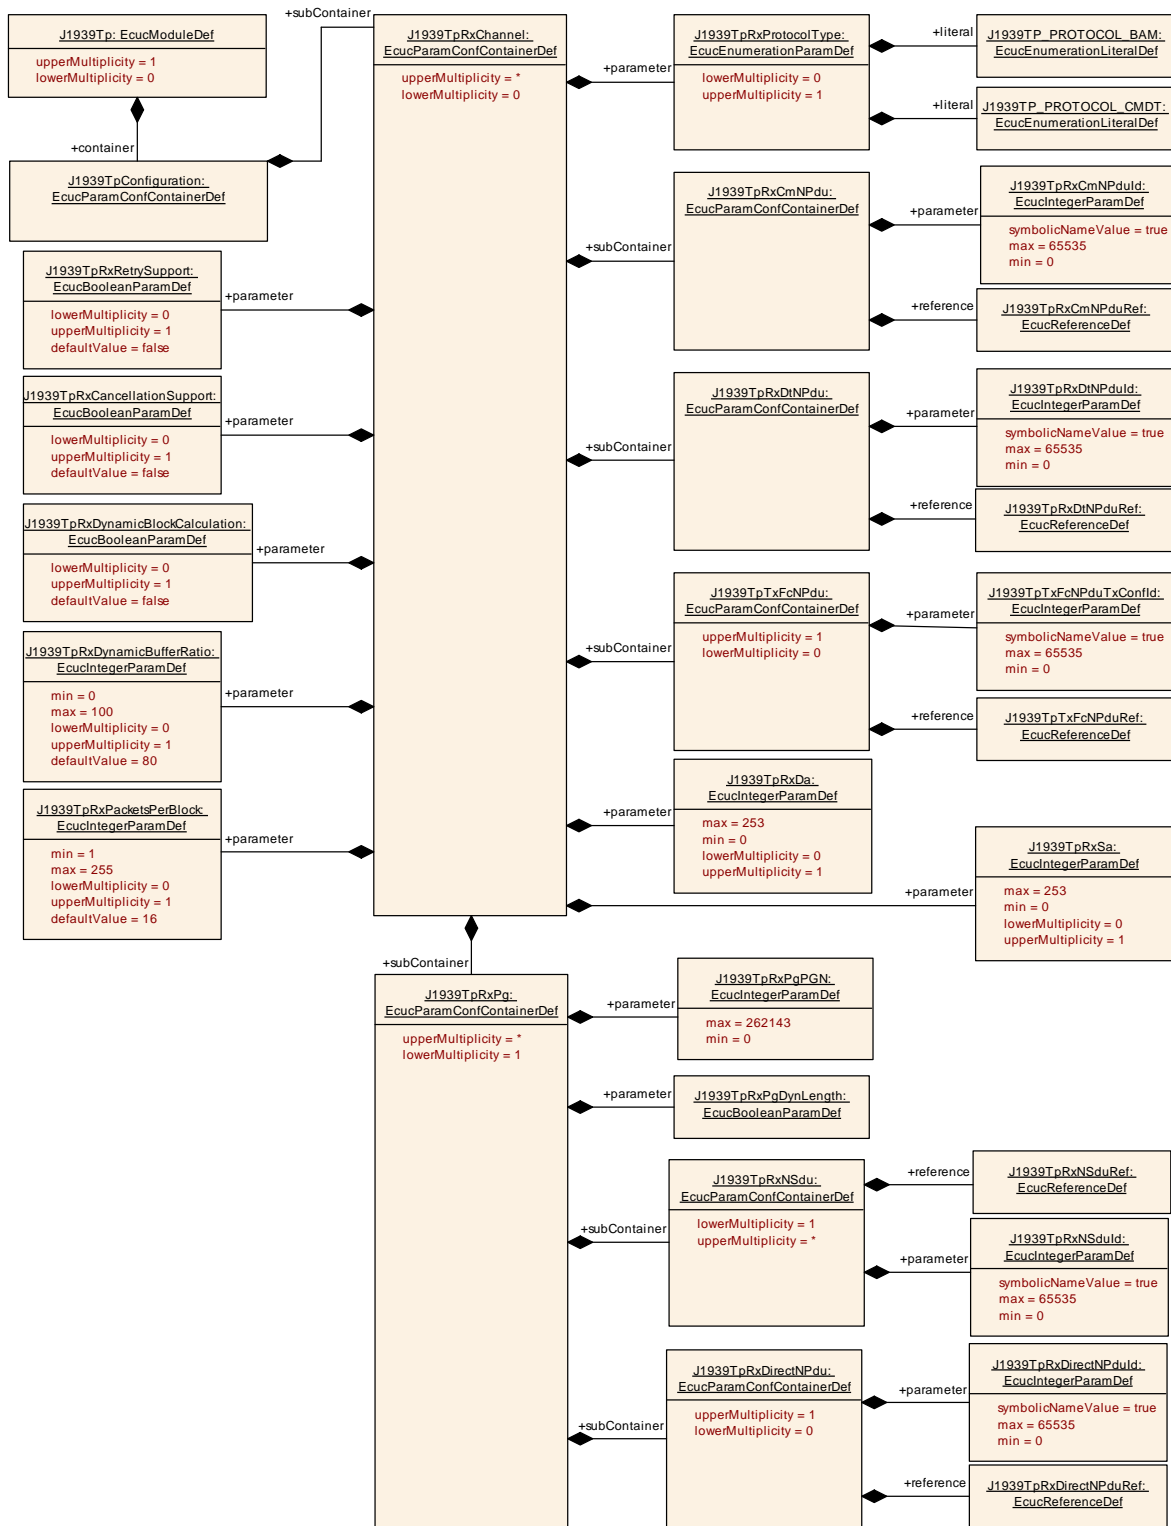 J1939Tp: EcucModuleDef
upperMultiplicity = 1
lowerMultiplicity = 0
+container
J1939TpConfiguration:
EcucParamConfContainerDef
+subContainer
J1939TpRxChannel:
EcucParamConfContainerDef
upperMultiplicity = *
lowerMultiplicity = 0
+parameter
J1939TpRxProtocolType:
EcucEnumerationParamDef
lowerMultiplicity = 0
upperMultiplicity = 1
+literal
J1939TP_PROTOCOL_BAM:
EcucEnumerationLiteralDef
+literal
J1939TP_PROTOCOL_CMDT:
EcucEnumerationLiteralDef
+subContainer
J1939TpRxCmNPdu:
EcucParamConfContainerDef
+parameter
J1939TpRxCmNPduId:
EcucIntegerParamDef
symbolicNameValue = true
max = 65535
min = 0
+reference
J1939TpRxCmNPduRef:
EcucReferenceDef
J1939TpRxRetrySupport:
EcucBooleanParamDef
lowerMultiplicity = 0
upperMultiplicity = 1
defaultValue = false
+parameter
J1939TpRxCancellationSupport:
EcucBooleanParamDef
lowerMultiplicity = 0
upperMultiplicity = 1
defaultValue = false
+parameter
+subContainer
J1939TpRxDtNPdu:
EcucParamConfContainerDef
+parameter
J1939TpRxDtNPduId:
EcucIntegerParamDef
symbolicNameValue = true
max = 65535
min = 0
+reference
J1939TpRxDtNPduRef:
EcucReferenceDef
J1939TpRxDynamicBlockCalculation:
EcucBooleanParamDef
lowerMultiplicity = 0
upperMultiplicity = 1
defaultValue = false
+parameter
+subContainer
J1939TpTxFcNPdu:
EcucParamConfContainerDef
upperMultiplicity = 1
lowerMultiplicity = 0
+parameter
J1939TpTxFcNPduTxConfId:
EcucIntegerParamDef
symbolicNameValue = true
max = 65535
min = 0
+reference
J1939TpTxFcNPduRef:
EcucReferenceDef
J1939TpRxDynamicBufferRatio:
EcucIntegerParamDef
min = 0
max = 100
lowerMultiplicity = 0
upperMultiplicity = 1
defaultValue = 80
+parameter
J1939TpRxPacketsPerBlock:
EcucIntegerParamDef
min = 1
max = 255
lowerMultiplicity = 0
upperMultiplicity = 1
defaultValue = 16
+parameter
+parameter
J1939TpRxDa:
EcucIntegerParamDef
max = 253
min = 0
lowerMultiplicity = 0
upperMultiplicity = 1
+parameter
J1939TpRxSa:
EcucIntegerParamDef
max = 253
min = 0
lowerMultiplicity = 0
upperMultiplicity = 1
+subContainer
J1939TpRxPg:
EcucParamConfContainerDef
upperMultiplicity = *
lowerMultiplicity = 1
+parameter
J1939TpRxPgPGN:
EcucIntegerParamDef
max = 262143
min = 0
+parameter
J1939TpRxPgDynLength:
EcucBooleanParamDef
+subContainer
J1939TpRxNSdu:
EcucParamConfContainerDef
lowerMultiplicity = 1
upperMultiplicity = *
+reference
J1939TpRxNSduRef:
EcucReferenceDef
+parameter
J1939TpRxNSduId:
EcucIntegerParamDef
symbolicNameValue = true
max = 65535
min = 0
+subContainer
J1939TpRxDirectNPdu:
EcucParamConfContainerDef
upperMultiplicity = 1
lowerMultiplicity = 0
+parameter
J1939TpRxDirectNPduId:
EcucIntegerParamDef
symbolicNameValue = true
max = 65535
min = 0
+reference
J1939TpRxDirectNPduRef:
EcucReferenceDef